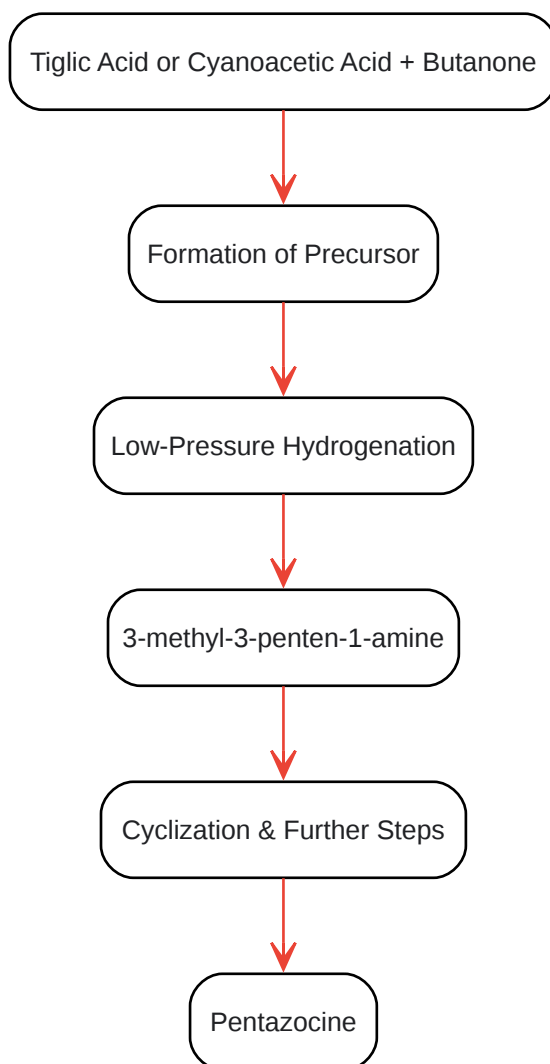 Tiglic Acid or Cyanoacetic Acid + Butanone
Formation of Precursor
Low-Pressure Hydrogenation
3-methyl-3-penten-1-amine
Cyclization & Further Steps
Pentazocine